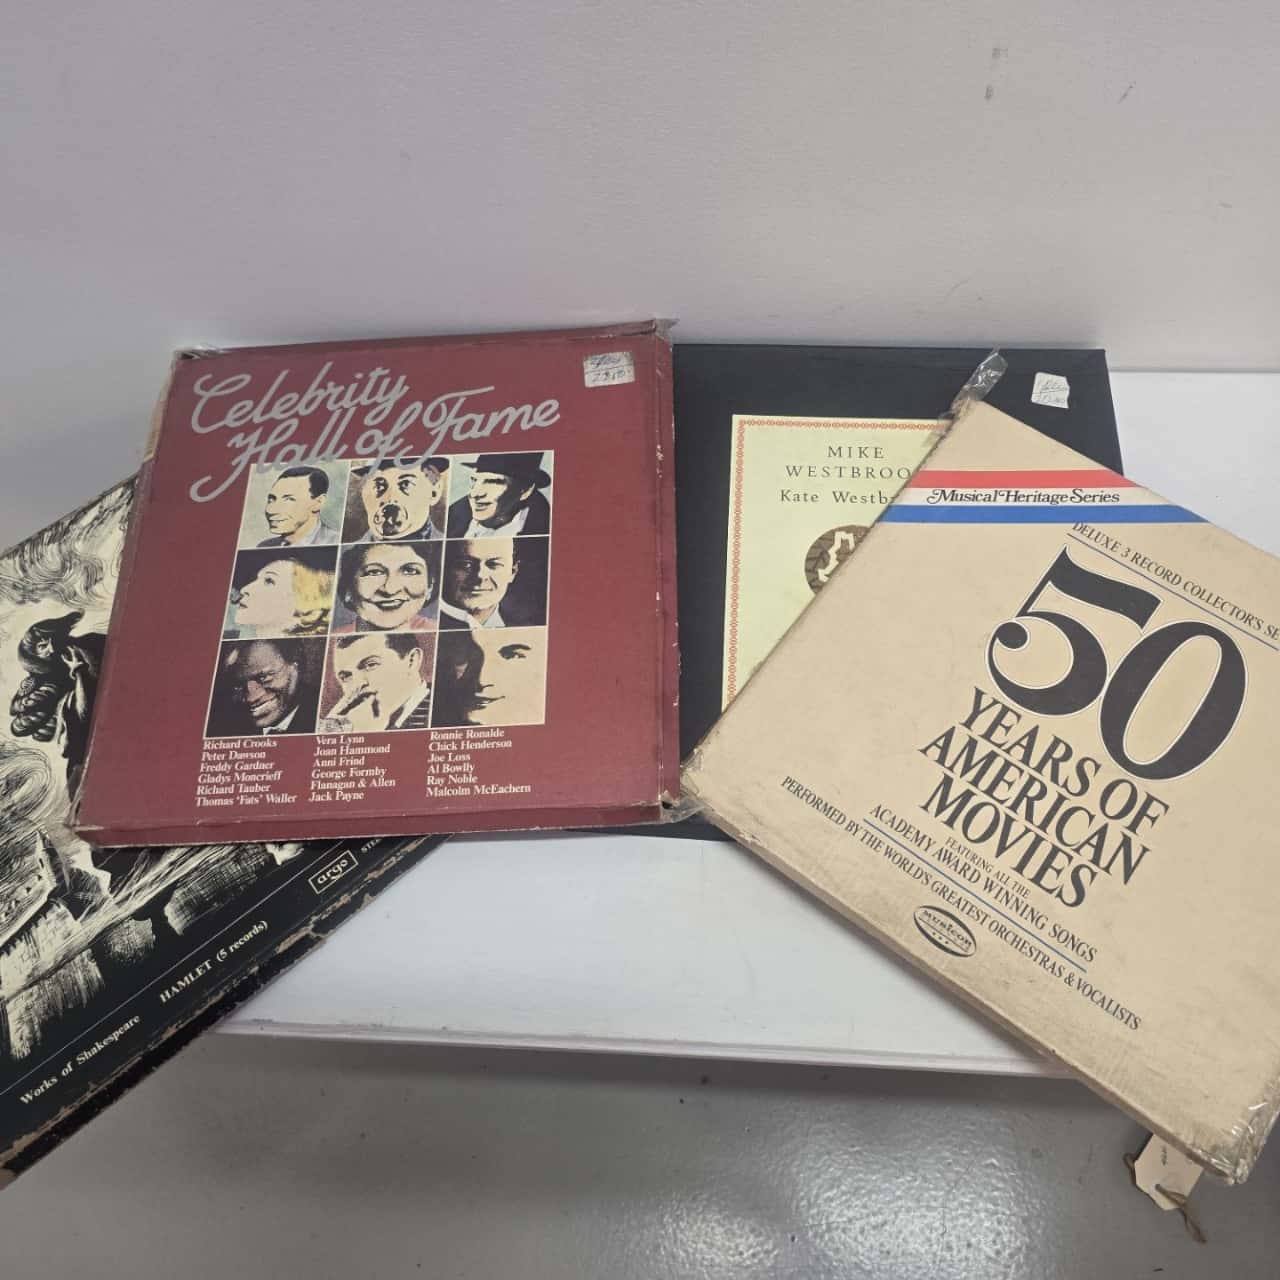 Celebrity
Hall of Fame
Richard Crooks
Peter Dawson
Freddy Gardner
Gladys Moncrieff
Richard Tauber
Thomas 'Fats' Waller
Vera Lynn
Joan Hammond
Anni Frind
George Formby
Flanagan & Allen
Jack Payne
Ronnie Ronalde
Chick Henderson
Joe Loss
Al Bowlly
Ray Noble
Malcolm McEachern
MIKE
WESTBROO
Kate Westb
Musical Heritage Series
DELUXE 3 RECORD COLLECTOR'S SE
50
YEARS OF
AMERICAN
MOVIES
FEATURING ALL THE
ACADEMY AWARD WINNING SONGS
PERFORMED BY THE WORLD'S GREATEST ORCHESTRAS & VOCALISTS
MUSICOR
argo
STE
Works of Shakespeare HAMLET (5 records)